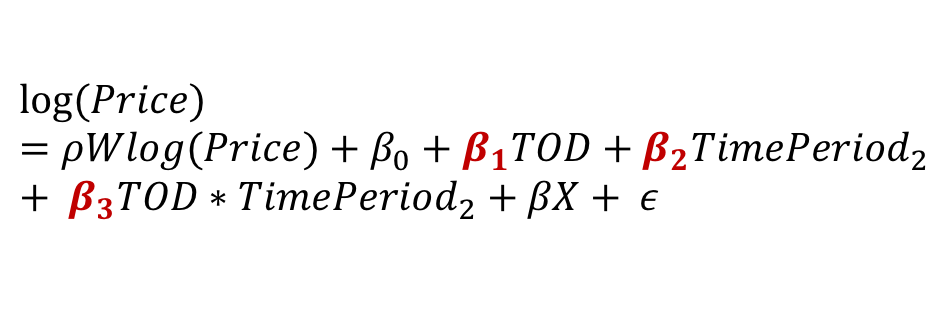 log(Price)
= ρWlog(Price) + β₀ + β₁TOD + β₂TimePeriod₂
+ β₃TOD * TimePeriod₂ + βX + ϵ